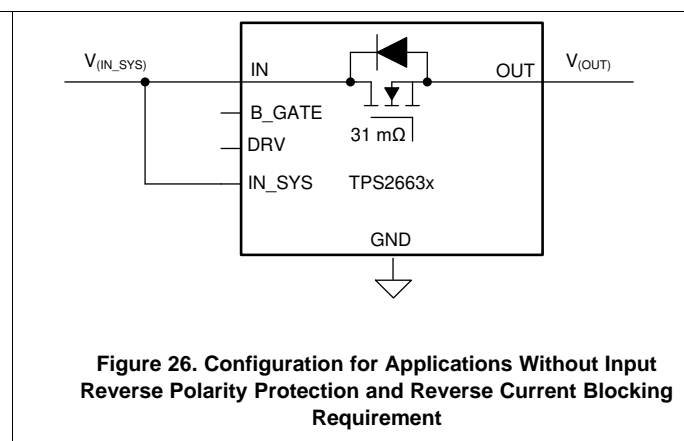 V(IN_SYS)
IN
OUT
V(OUT)
B_GATE
31 mΩ
DRV
IN_SYS
TPS2663x
GND
Figure 26. Configuration for Applications Without Input
Reverse Polarity Protection and Reverse Current Blocking
Requirement